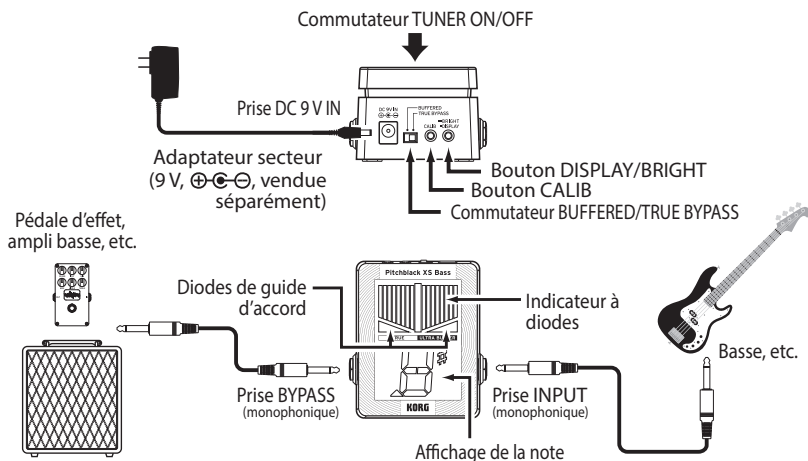 Commutateur TUNER ON/OFF
Prise DC 9 V IN
DC 9V IN
BUFFERED
TRUE BYPASS
CALIB
BRIGHT
DISPLAY
Adaptateur secteur
(9 V, vendue
séparément)
Bouton DISPLAY/BRIGHT
Bouton CALIB
Commutateur BUFFERED/TRUE BYPASS
Pédale d'effet,
ampli basse, etc.
Diodes de guide
d'accord
Pitchblack XS Bass
Indicateur à
diodes
Basse, etc.
Prise BYPASS
(monophonique)
#
KORG
Prise INPUT
(monophonique)
Affichage de la note